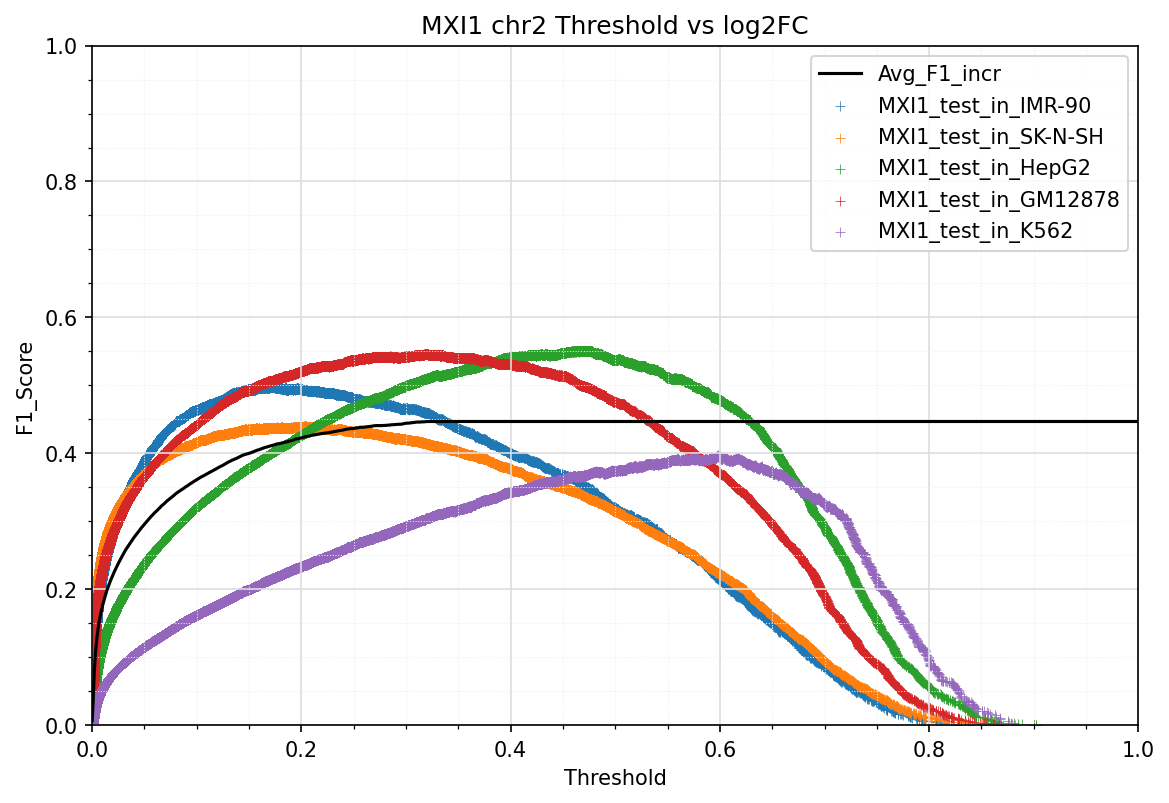 MXI1 chr2 Threshold vs log2FC
1.0
0.8
0.6
0.4
0.2
0.0
F1_Score
Avg_F1_incr
MXI1_test_in_IMR-90
MXI1_test_in_SK-N-SH
MXI1_test_in_HepG2
MXI1_test_in_GM12878
MXI1_test_in_K562
0.0 0.2 0.4 0.6 0.8 1.0
Threshold